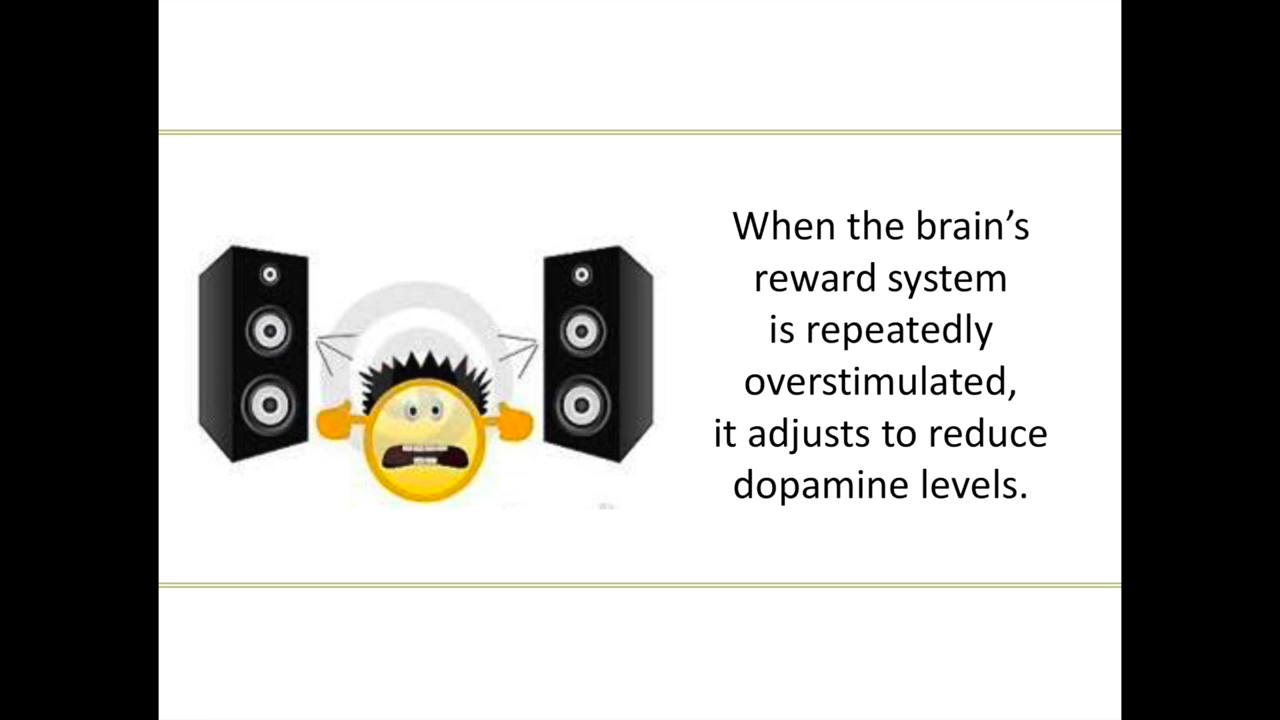 When the brain’s
reward system
is repeatedly
overstimulated,
it adjusts to reduce
dopamine levels.